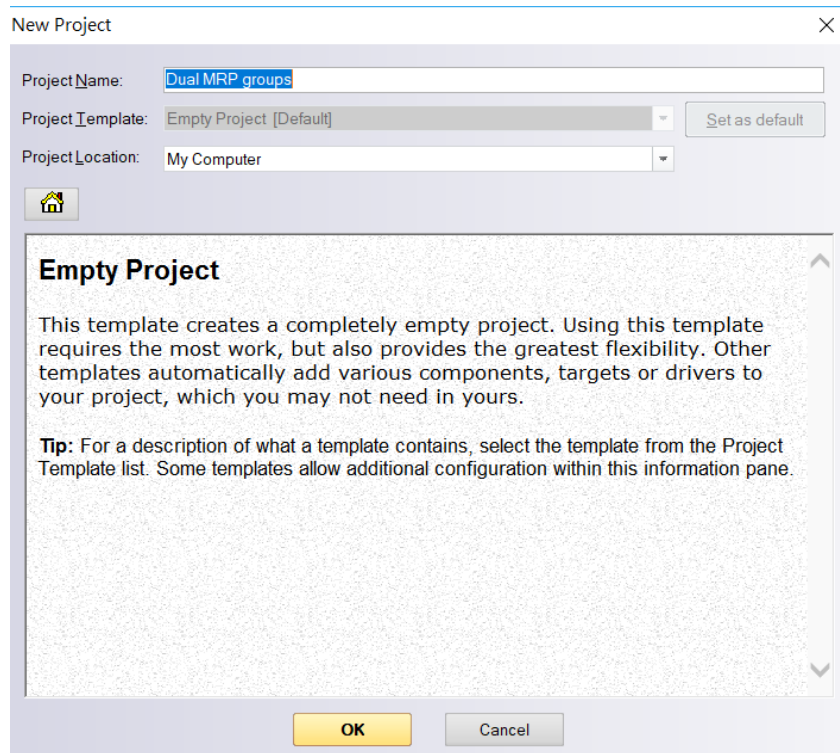 New Project
Project Name: Dual MRP groups
Project Template: Empty Project [Default] Set as default
Project Location: My Computer
Empty Project
This template creates a completely empty project. Using this template
requires the most work, but also provides the greatest flexibility. Other
templates automatically add various components, targets or drivers to
your project, which you may not need in yours.
Tip: For a description of what a template contains, select the template from the Project
Template list. Some templates allow additional configuration within this information pane.
OK Cancel